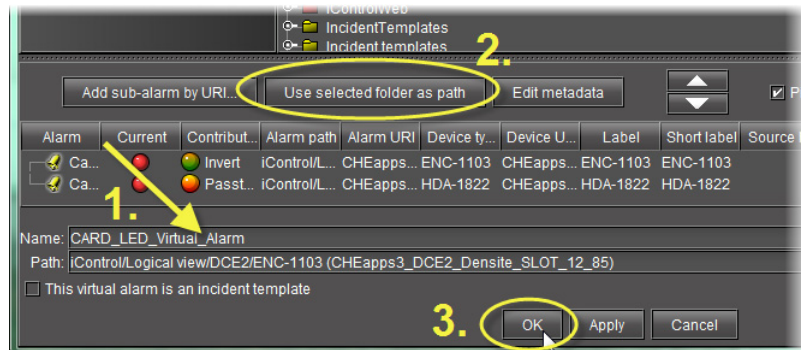 IControlWeb
IncidentTemplates
Incident templates
2.
Add sub-alarm by URI... Use selected folder as path Edit metadata
Alarm Current Contribut... Alarm path Alarm URI Device ty... Device U... Label Short label Source
Ca... Invert iControl/L... CHEapps... ENC-1103 CHEapps... ENC-1103 ENC-1103
Ca... Passt... iControl/L... CHEapps... HDA-1822 CHEapps... HDA-1822 HDA-1822
1.
Name: CARD_LED_Virtual_Alarm
Path: iControl/Logical view/DCE2/ENC-1103 (CHEapps3_DCE2_Densite_SLOT_12_85)
This virtual alarm is an incident template
3. OK Apply Cancel